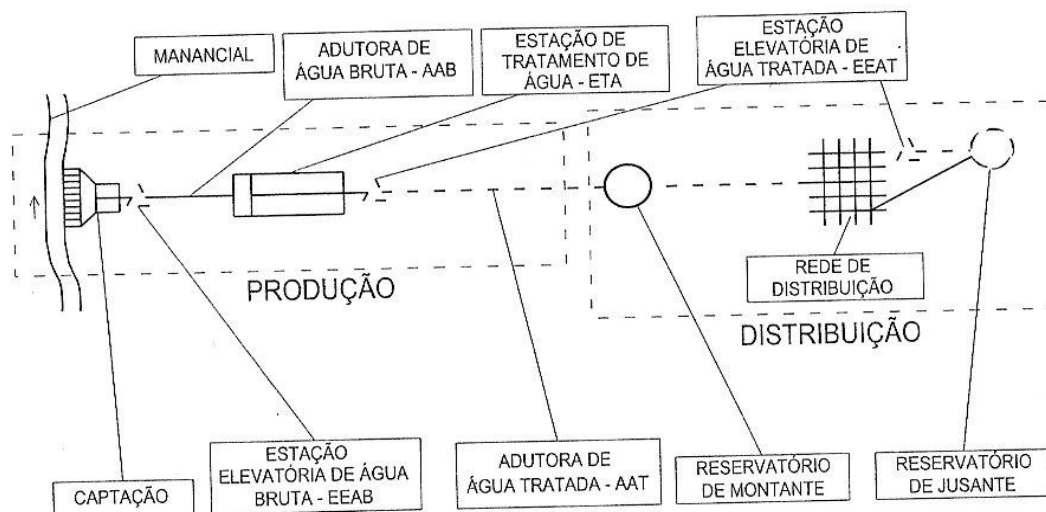 MANANCIAL
ADUTORA DE
ÁGUA BRUTA - AAB
ESTAÇÃO DE
TRATAMENTO DE
ÁGUA - ETA
ESTAÇÃO
ELEVATÓRIA DE
ÁGUA TRATADA - EEAT
PRODUÇÃO
REDE DE
DISTRIBUIÇÃO
DISTRIBUIÇÃO
CAPTAÇÃO
ESTAÇÃO
ELEVATÓRIA DE ÁGUA
BRUTA - EEAB
ADUTORA DE
ÁGUA TRATADA - AAT
RESERVATÓRIO
DE MONTANTE
RESERVATÓRIO
DE JUSANTE